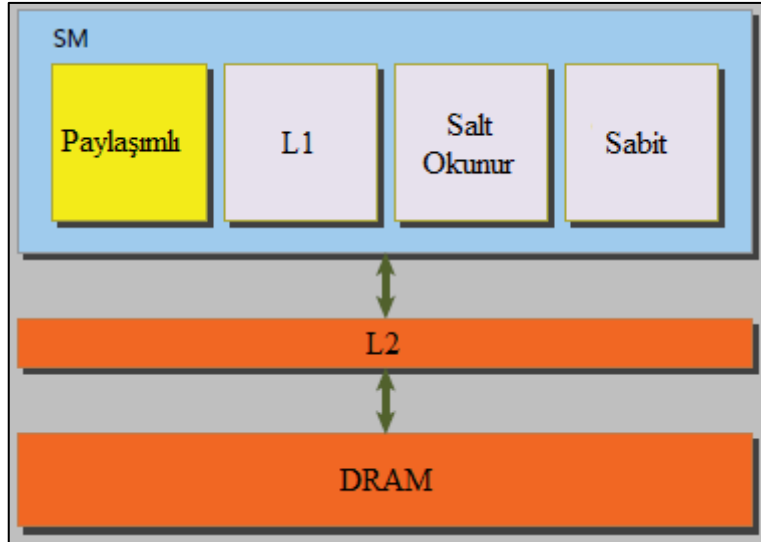 SM
Paylaşımlı
L1
Salt
Okunur
Sabit
L2
DRAM